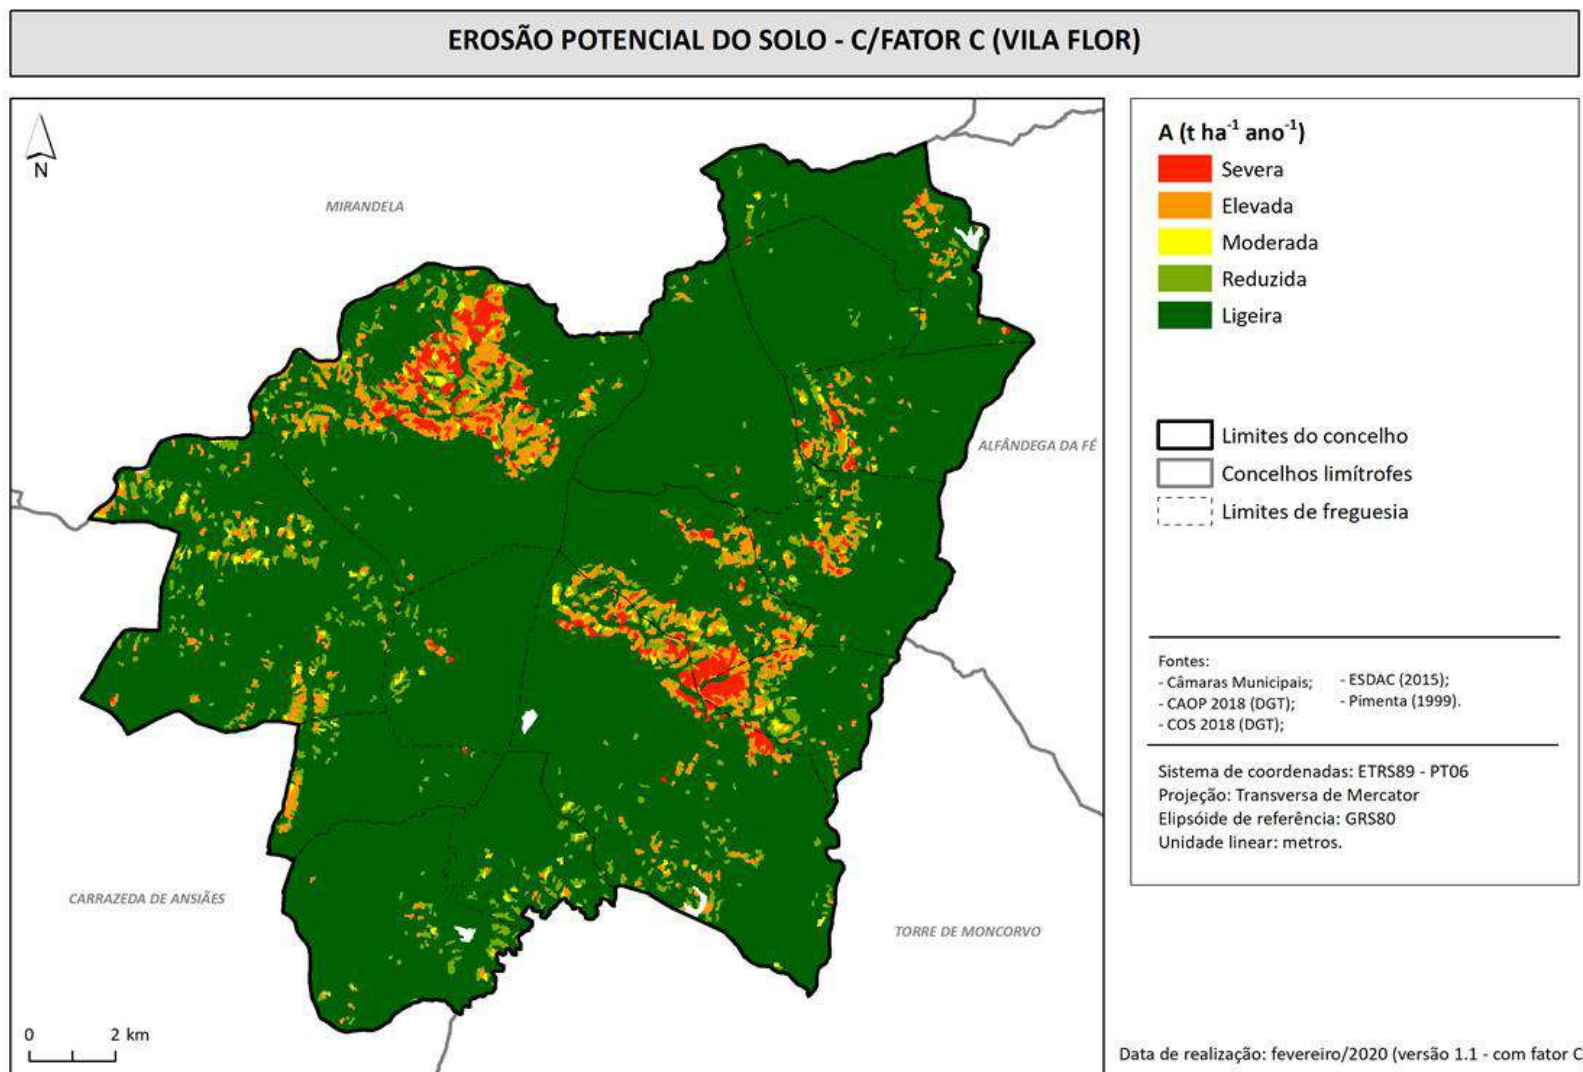 EROSÃO POTENCIAL DO SOLO - C/FATOR C (VILA FLOR)
N
MIRANDELA
ALFÂNDEGA DA FÉ
CARRAZEDA DE ANSIÃES
TORRE DE MONCORVO
0 2 km
A (t ha⁻¹ ano⁻¹)
Severa
Elevada
Moderada
Reduzida
Ligeira
Limites do concelho
Concelhos limítrofes
Limites de freguesia
Fontes:
- Câmaras Municipais; - ESDAC (2015);
- CAOP 2018 (DGT); - Pimenta (1999).
- COS 2018 (DGT);
Sistema de coordenadas: ETRS89 - PT06
Projeção: Transversa de Mercator
Elipsóide de referência: GRS80
Unidade linear: metros.
Data de realização: fevereiro/2020 (versão 1.1 - com fator C